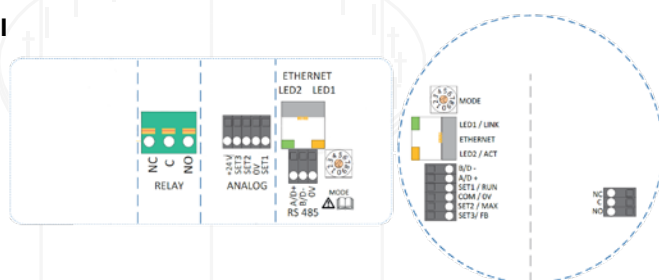 l
ETHERNET
LED2 LED1
NC
C
NO
RELAY
+24 V
SET3
SET2
0V
SET1
ANALOG
A/D+
B/D-
0V
RS 485
MODE
MODE
LED1 / LINK
ETHERNET
LED2 / ACT
B/D -
A/D +
SET1 / RUN
COM / 0V
SET2 / MAX
SET3/ FB
NC
C
NO